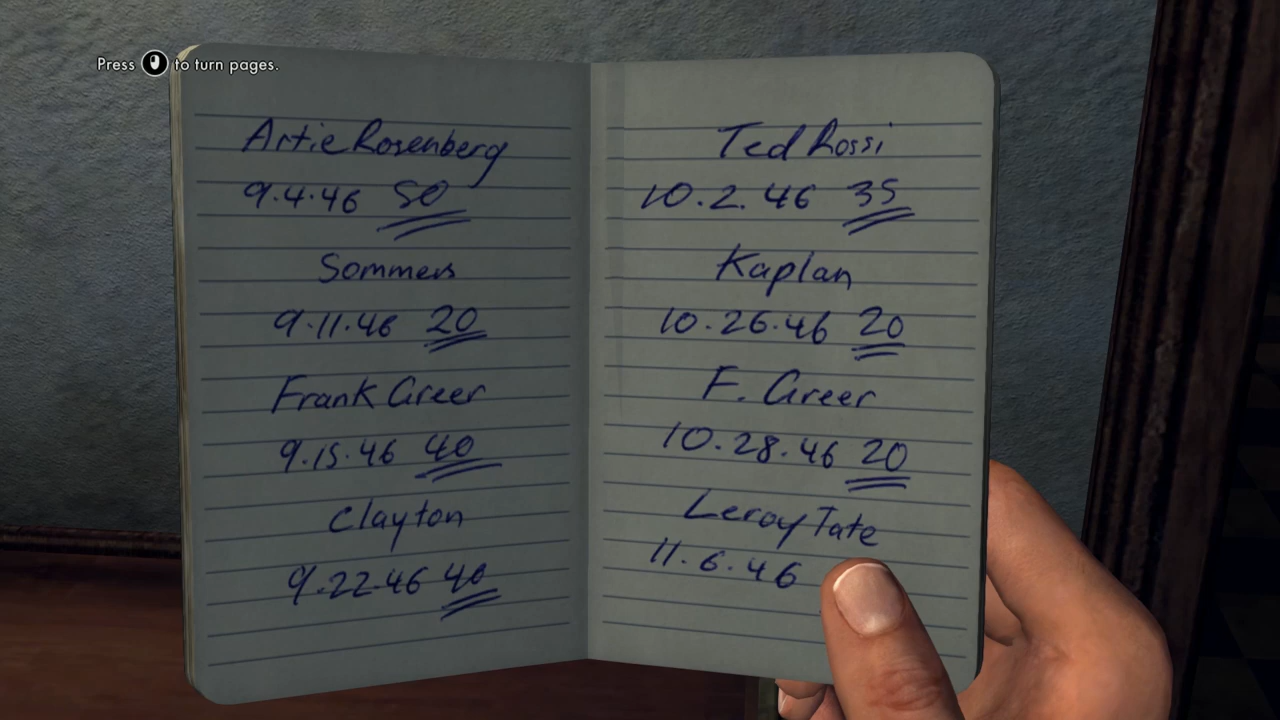 Press to turn pages.
Artie Rosenberg
9.4.46 50
Sommers
9.11.46 20
Frank Greer
9.15.46 40
Clayton
9.22.46 40
Ted Rossi
10.2.46 35
Kaplan
10.26.46 20
F. Greer
10.28.46 20
Leroy Tate
11.6.46